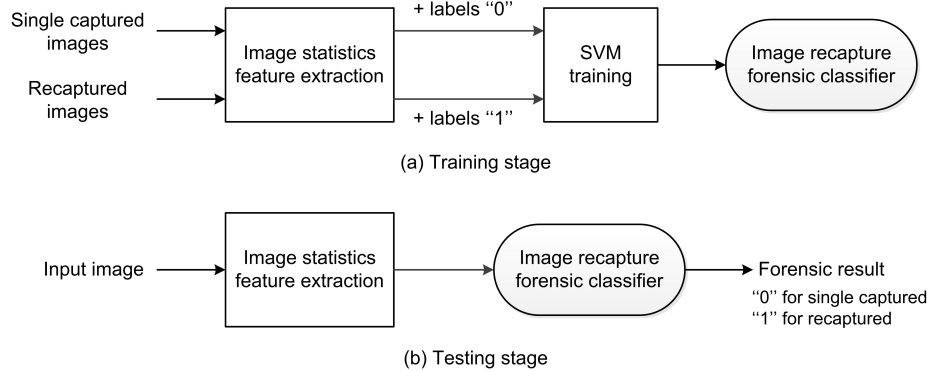 Single captured
images
Recaptured
images
Image statistics
feature extraction
+ labels ‘‘0’’
+ labels ‘‘1’’
SVM
training
Image recapture
forensic classifier
(a) Training stage
Input image
Image statistics
feature extraction
Image recapture
forensic classifier
Forensic result
‘‘0’’ for single captured
‘‘1’’ for recaptured
(b) Testing stage